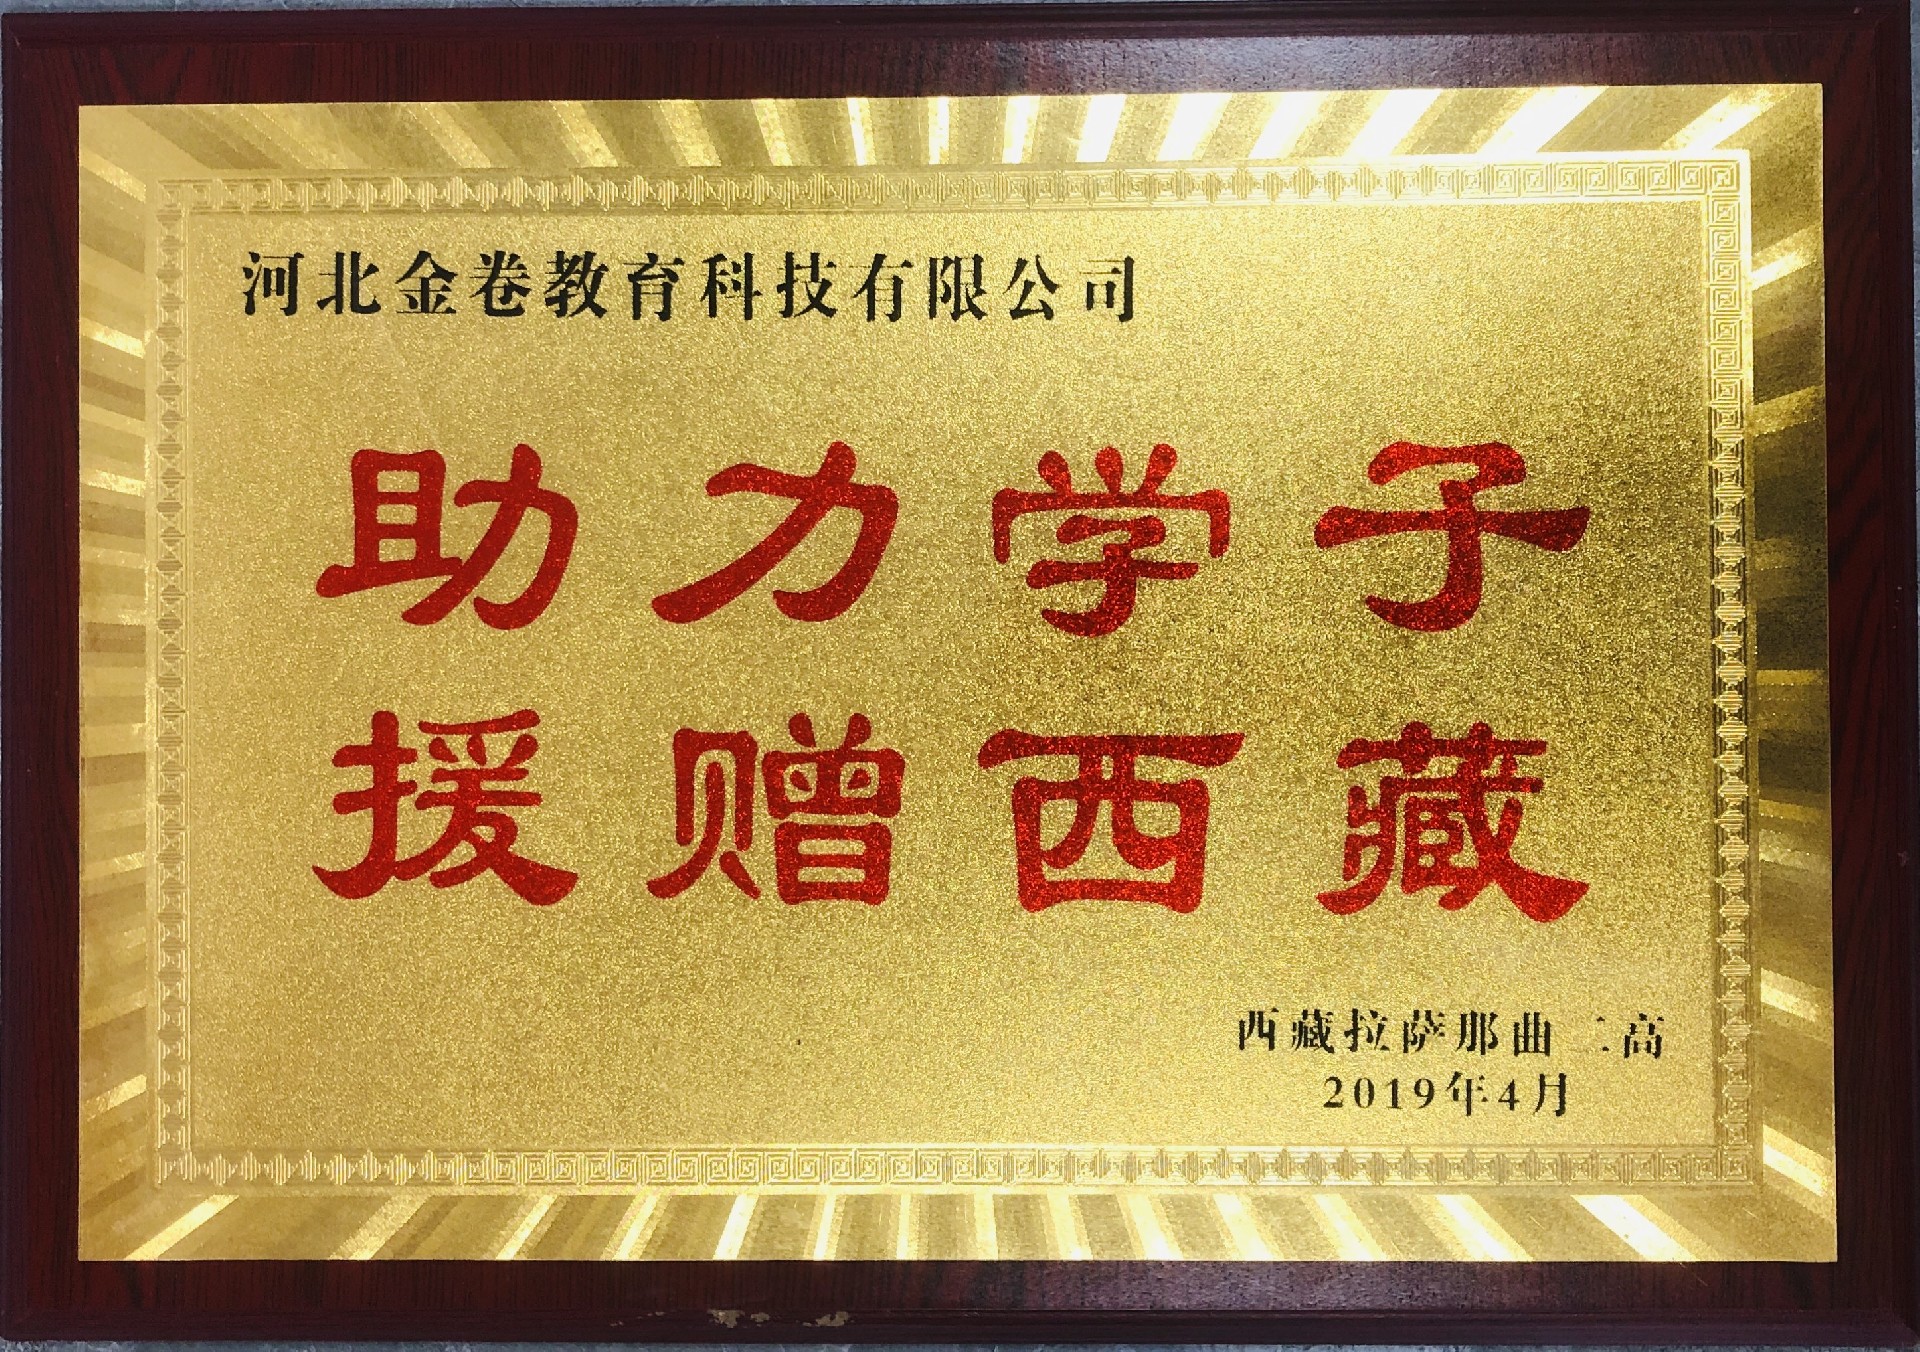 河北金卷教育科技有限公司
助力学子
援赠西藏
西藏拉萨那曲二高
2019年4月